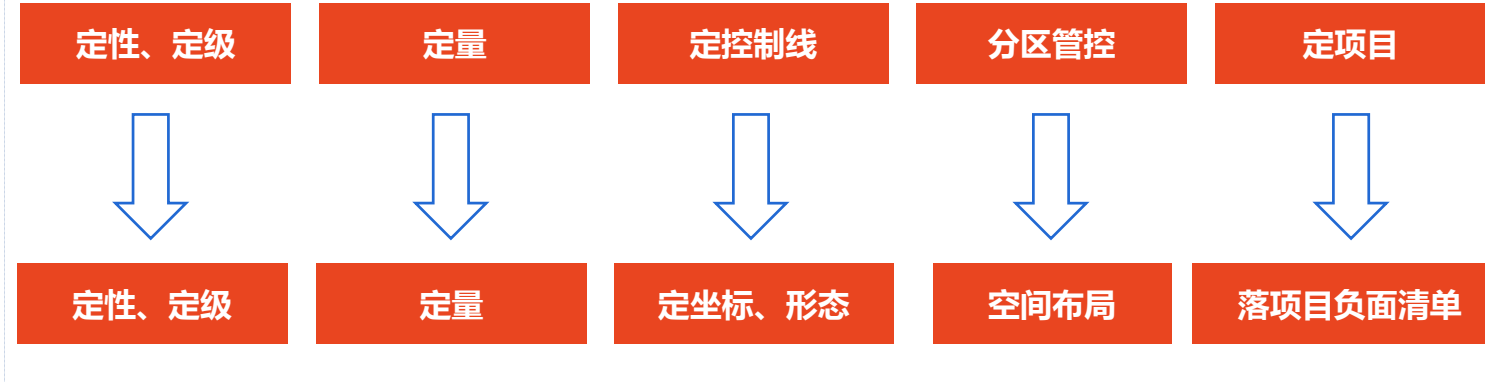 定性、定级
定量
定控制线
分区管控
定项目
定性、定级
定量
定坐标、形态
空间布局
落项目负面清单